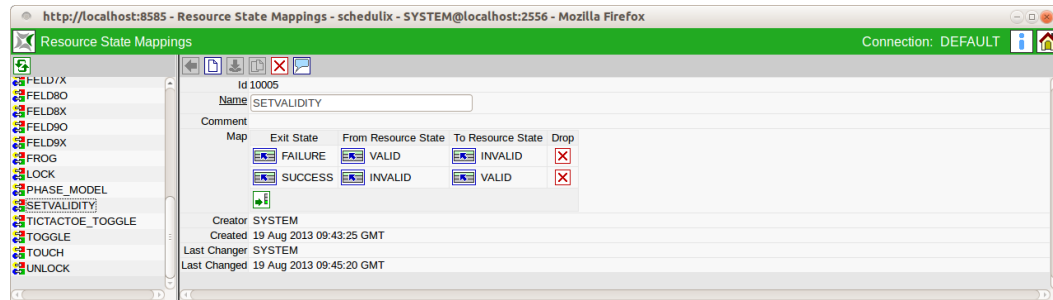 http://localhost:8585 - Resource State Mappings - schedulix - SYSTEM@localhost:2556 - Mozilla Firefox
Resource State Mappings
Connection: DEFAULT
FELD7X
FELD8O
FELD8X
FELD9O
FELD9X
FROG
LOCK
PHASE_MODEL
SETVALIDITY
TICTACTOE_TOGGLE
TOGGLE
TOUCH
UNLOCK
Id 10005
Name SETVALIDITY
Comment
Map Exit State From Resource State To Resource State Drop
FAILURE VALID INVALID
SUCCESS INVALID VALID
Creator SYSTEM
Created 19 Aug 2013 09:43:25 GMT
Last Changer SYSTEM
Last Changed 19 Aug 2013 09:45:20 GMT